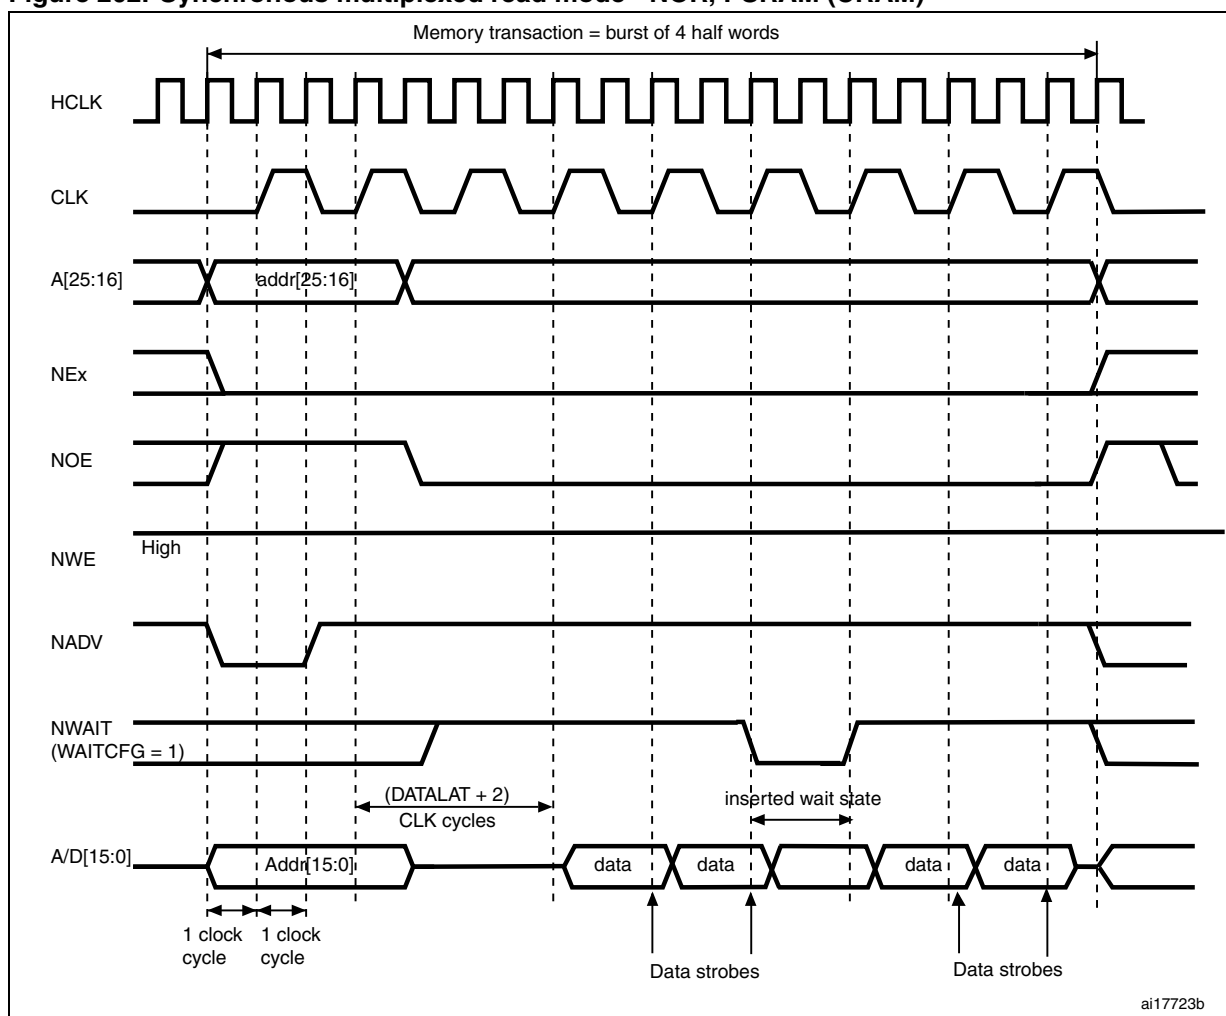 Figure 202. Synchronous multiplexed read mode - NOR, PSRAM (CRAM)
Memory transaction = burst of 4 half words
HCLK
CLK
A[25:16]
addr[25:16]
NEx
NOE
High
NWE
NADV
NWAIT
(WAITCFG = 1)
(DATALAT + 2)
CLK cycles
inserted wait state
A/D[15:0]
Addr[15:0]
data
data
data
data
1 clock
cycle
1 clock
cycle
Data strobes
Data strobes
ai17723b